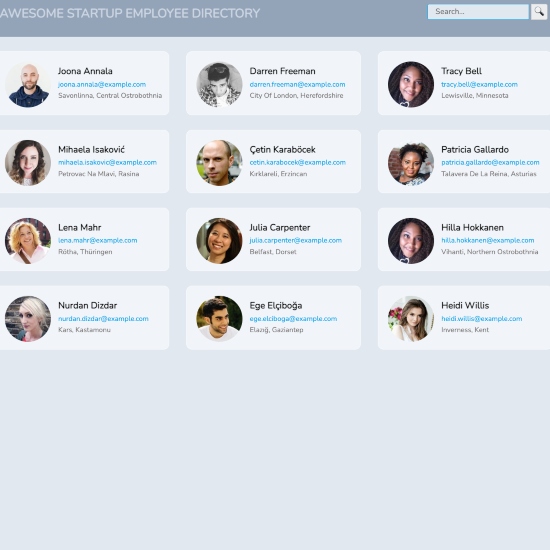 AWESOME STARTUP EMPLOYEE DIRECTORY
Search...
Joona Annala
joona.annala@example.com
Savonlinna, Central Ostrobothnia
Darren Freeman
darren.freeman@example.com
City Of London, Herefordshire
Tracy Bell
tracy.bell@example.com
Lewisville, Minnesota
Mihaela Isaković
mihaela.isakovic@example.com
Petrovac Na Mlavi, Rasina
Çetin Karaböcek
cetin.karabocek@example.com
Kırklareli, Erzincan
Patricia Gallardo
patricia.gallardo@example.com
Talavera De La Reina, Asturias
Lena Mahr
lena.mahr@example.com
Rötha, Thüringen
Julia Carpenter
julia.carpenter@example.com
Belfast, Dorset
Hilla Hokkanen
hilla.hokkanen@example.com
Vihanti, Northern Ostrobothnia
Nurdan Dizdar
nurdan.dizdar@example.com
Kars, Kastamonu
Ege Elçiboğa
ege.elciboga@example.com
Elazığ, Gaziantep
Heidi Willis
heidi.willis@example.com
Inverness, Kent